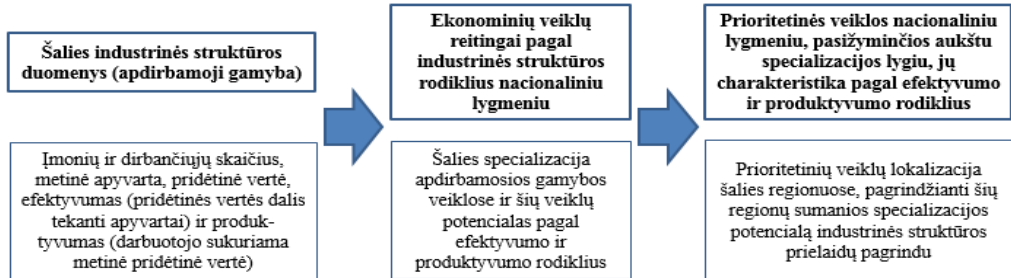 Šalies industrinės struktūros
duomenys (apdirbamoji gamyba)
Įmonių ir dirbančiųjų skaičius,
metinė apyvarta, pridėtinė vertė,
efektyvumas (pridėtinės vertės dalis
tekanti apyvartai) ir produk-
tyvumas (darbuotojo sukuriama
metinė pridėtinė vertė)
Ekonominių veiklų
reitingai pagal
industrinės struktūros
rodiklius nacionaliniu
lygmeniu
Šalies specializacija
apdirbamosios gamybos
veiklose ir šių veiklų
potencialas pagal
efektyvumo ir
produktyvumo rodiklius
Prioritetinės veiklos nacionaliniu
lygmeniu, pasižyminčios aukštu
specializacijos lygiu, jų
charakteristika pagal efektyvumo
ir produktyvumo rodiklius
Prioritetinių veiklų lokalizacija
šalies regionuose, pagrindžianti šių
regionų sumanios specializacijos
potencialą industrinės struktūros
prielaidų pagrindu